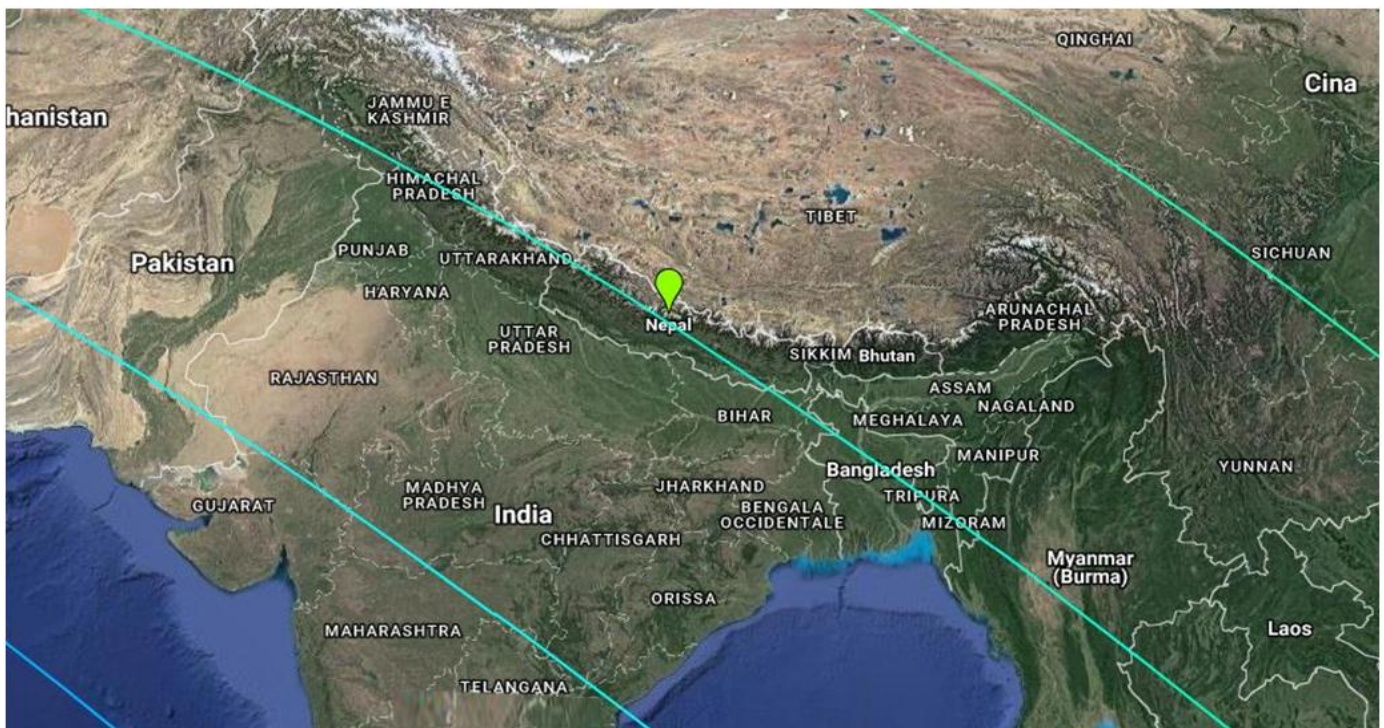 QINGHAI
Cina
JAMMU E
KASHMIR
hanistan
HIMACHAL
PRADESH
TIBET
PUNJAB
UTTARAKHAND
SICHUAN
Pakistan
HARYANA
ARUNACHAL
PRADESH
Nepal
UTTAR
PRADESH
SIKKIM
Bhutan
RAJASTHAN
ASSAM
NAGALAND
BIHAR
MEGHALAYA
MANIPUR
Bangladesh
YUNNAN
JHARKHAND
MADHYA
PRADESH
TRIPURA
GUJARAT
India
BENGALA
OCCIDENTALE
MIZORAM
CHHATTISGARH
Myanmar
(Burma)
ORISSA
MAHARASHTRA
Laos
TELANGANA